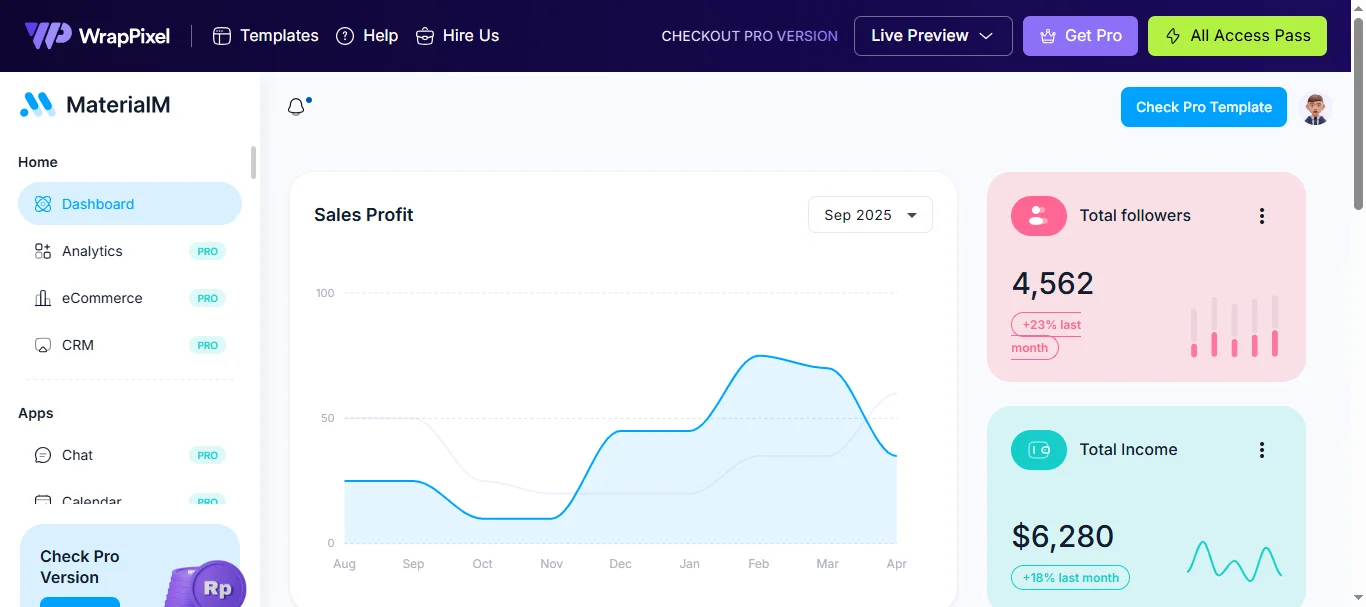 WrapPixel
Templates
Help
Hire Us
CHECKOUT PRO VERSION
Live Preview
Get Pro
All Access Pass
MaterialM
Check Pro Template
Home
Dashboard
Analytics PRO
eCommerce PRO
CRM PRO
Apps
Chat PRO
Calendar PRO
Check Pro
Version
Rp
Sales Profit
Sep 2025
100
50
0
Aug Sep Oct Nov Dec Jan Feb Mar Apr
Total followers
4,562
+23% last
month
Total Income
$6,280
+18% last month